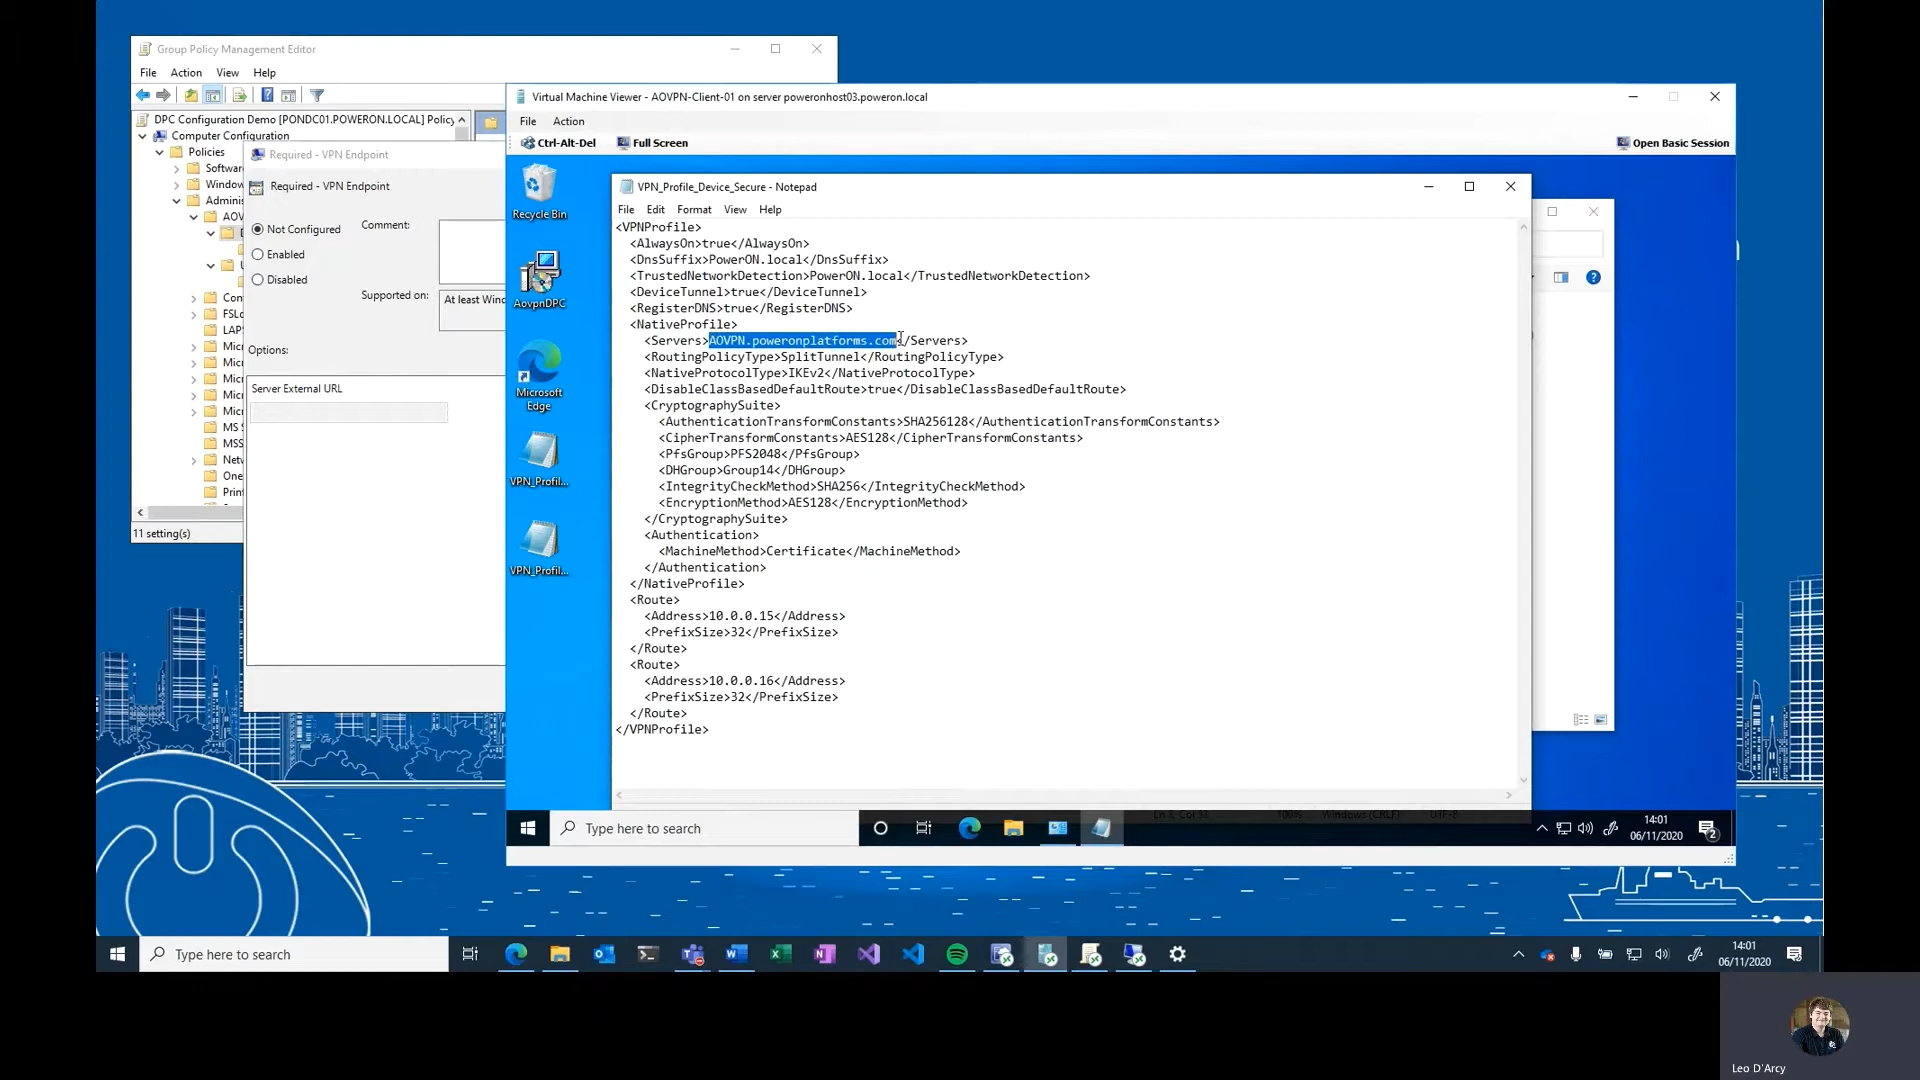 Group Policy Management Editor
File Action View Help
DPC Configuration Demo [PONDC01.POWERON.LOCAL] Policy
Computer Configuration
Policies
Adminis
11 setting(s)
Required - VPN Endpoint
Required - VPN Endpoint
Not Configured
Enabled
Disabled
Comment:
Supported on:
At least Wind
Options:
Server External URL
Virtual Machine Viewer - AOVPN-Client-01 on server poweronhost03.poweron.local
File Action
Ctrl-Alt-Del Full Screen
Open Basic Session
Recycle Bin
AovpnDPC
Microsoft
Edge
VPN_Profil...
VPN_Profil...
VPN_Profile_Device_Secure - Notepad
File Edit Format View Help
<VPNProfile>
<AlwaysOn>true</AlwaysOn>
<DnsSuffix>PowerON.local</DnsSuffix>
<TrustedNetworkDetection>PowerON.local</TrustedNetworkDetection>
<DeviceTunnel>true</DeviceTunnel>
<RegisterDNS>true</RegisterDNS>
<NativeProfile>
<Servers>AOVPN.poweronplatforms.com</Servers>
<RoutingPolicyType>SplitTunnel</RoutingPolicyType>
<NativeProtocolType>IKEv2</NativeProtocolType>
<DisableClassBasedDefaultRoute>true</DisableClassBasedDefaultRoute>
<CryptographySuite>
<AuthenticationTransformConstants>SHA256128</AuthenticationTransformConstants>
<CipherTransformConstants>AES128</CipherTransformConstants>
<PfsGroup>PFS2048</PfsGroup>
<DHGroup>Group14</DHGroup>
<IntegrityCheckMethod>SHA256</IntegrityCheckMethod>
<EncryptionMethod>AES128</EncryptionMethod>
</CryptographySuite>
<Authentication>
<MachineMethod>Certificate</MachineMethod>
</Authentication>
</NativeProfile>
<Route>
<Address>10.0.0.15</Address>
<PrefixSize>32</PrefixSize>
</Route>
<Route>
<Address>10.0.0.16</Address>
<PrefixSize>32</PrefixSize>
</Route>
</VPNProfile>
Type here to search
14:01
06/11/2020
2
Type here to search
14:01
06/11/2020
Leo D'Arcy